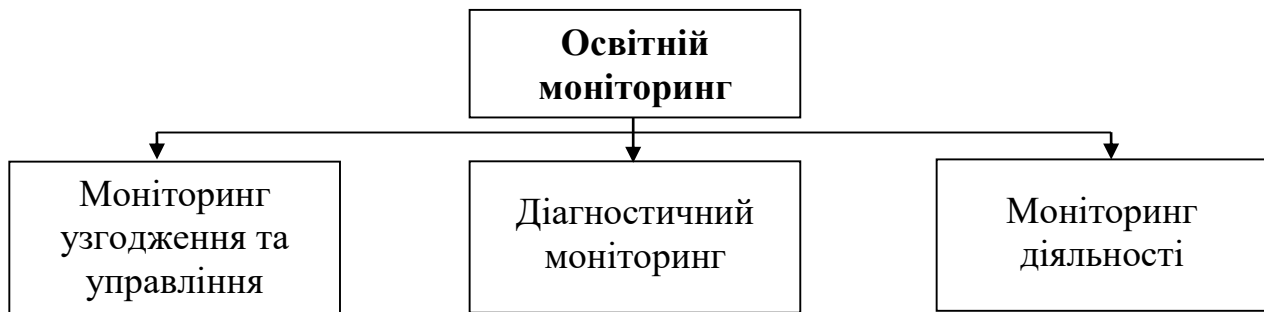 Освітній
моніторинг
Моніторинг
узгодження та
управління
Діагностичний
моніторинг
Моніторинг
діяльності